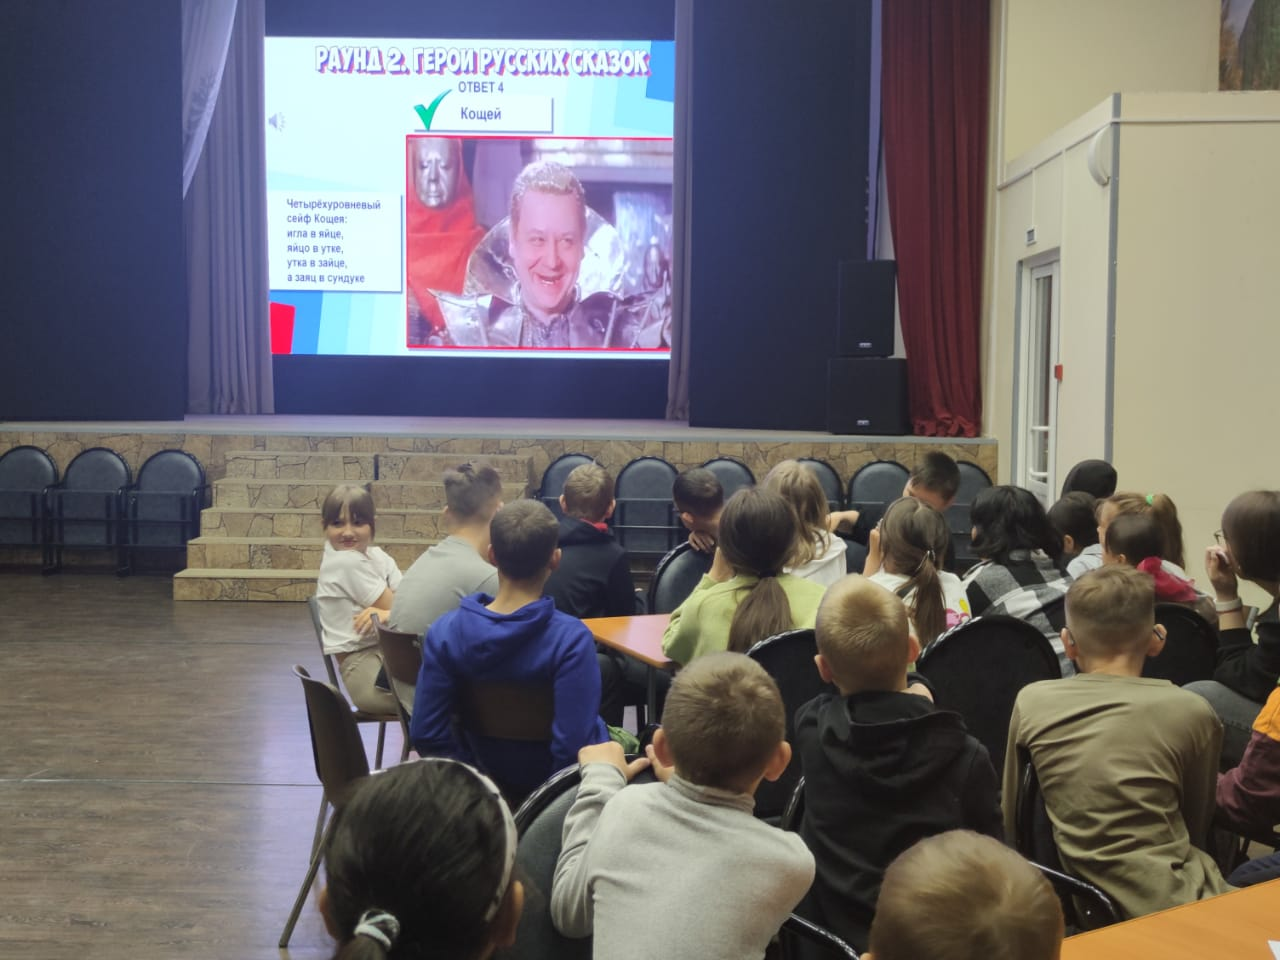 РАУНД 2. ГЕРОИ РУССКИХ СКАЗОК
ОТВЕТ 4
Кощей
Четырёхуровневый
сейф Кощея:
игла в яйце,
яйцо в утке,
утка в зайце,
а заяц в сундуке